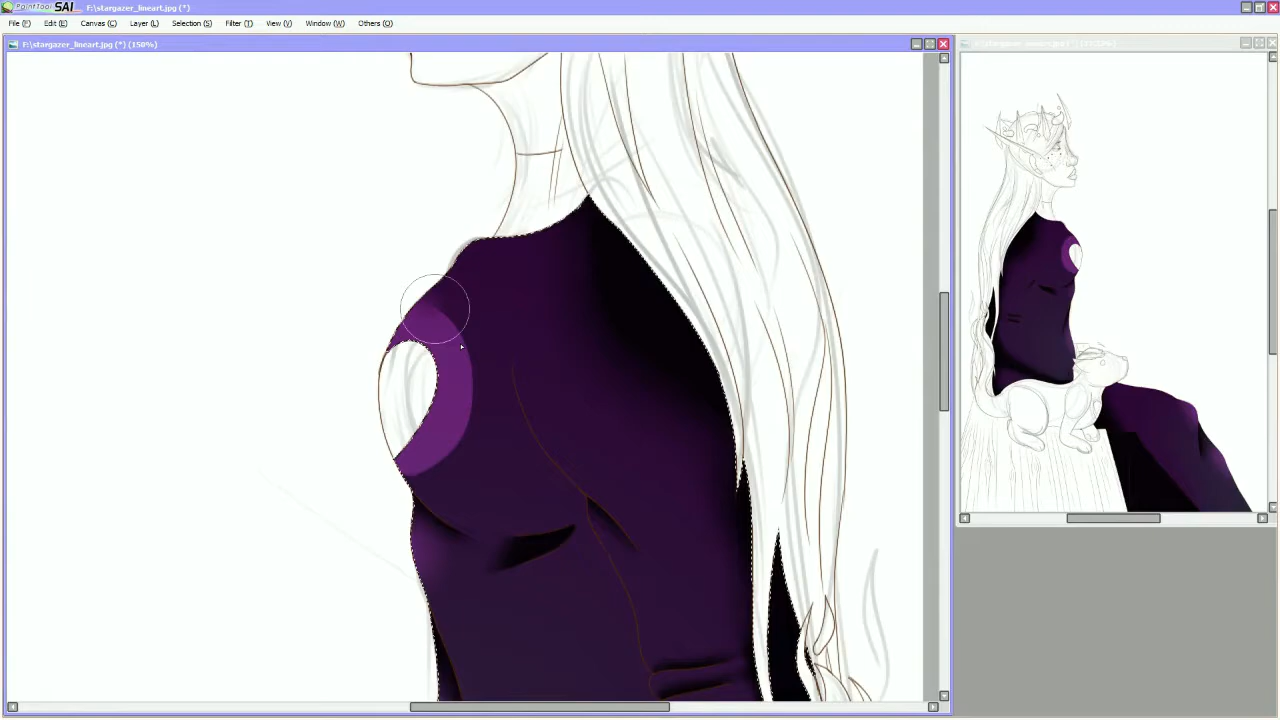 PaintTool SAI F:\stargazer_lineart.jpg (*)
File (F) Edit (E) Canvas (C) Layer (L) Selection (S) Filter (T) View (V) Window (W) Others (O)
F:\stargazer_lineart.jpg (*) (150%)